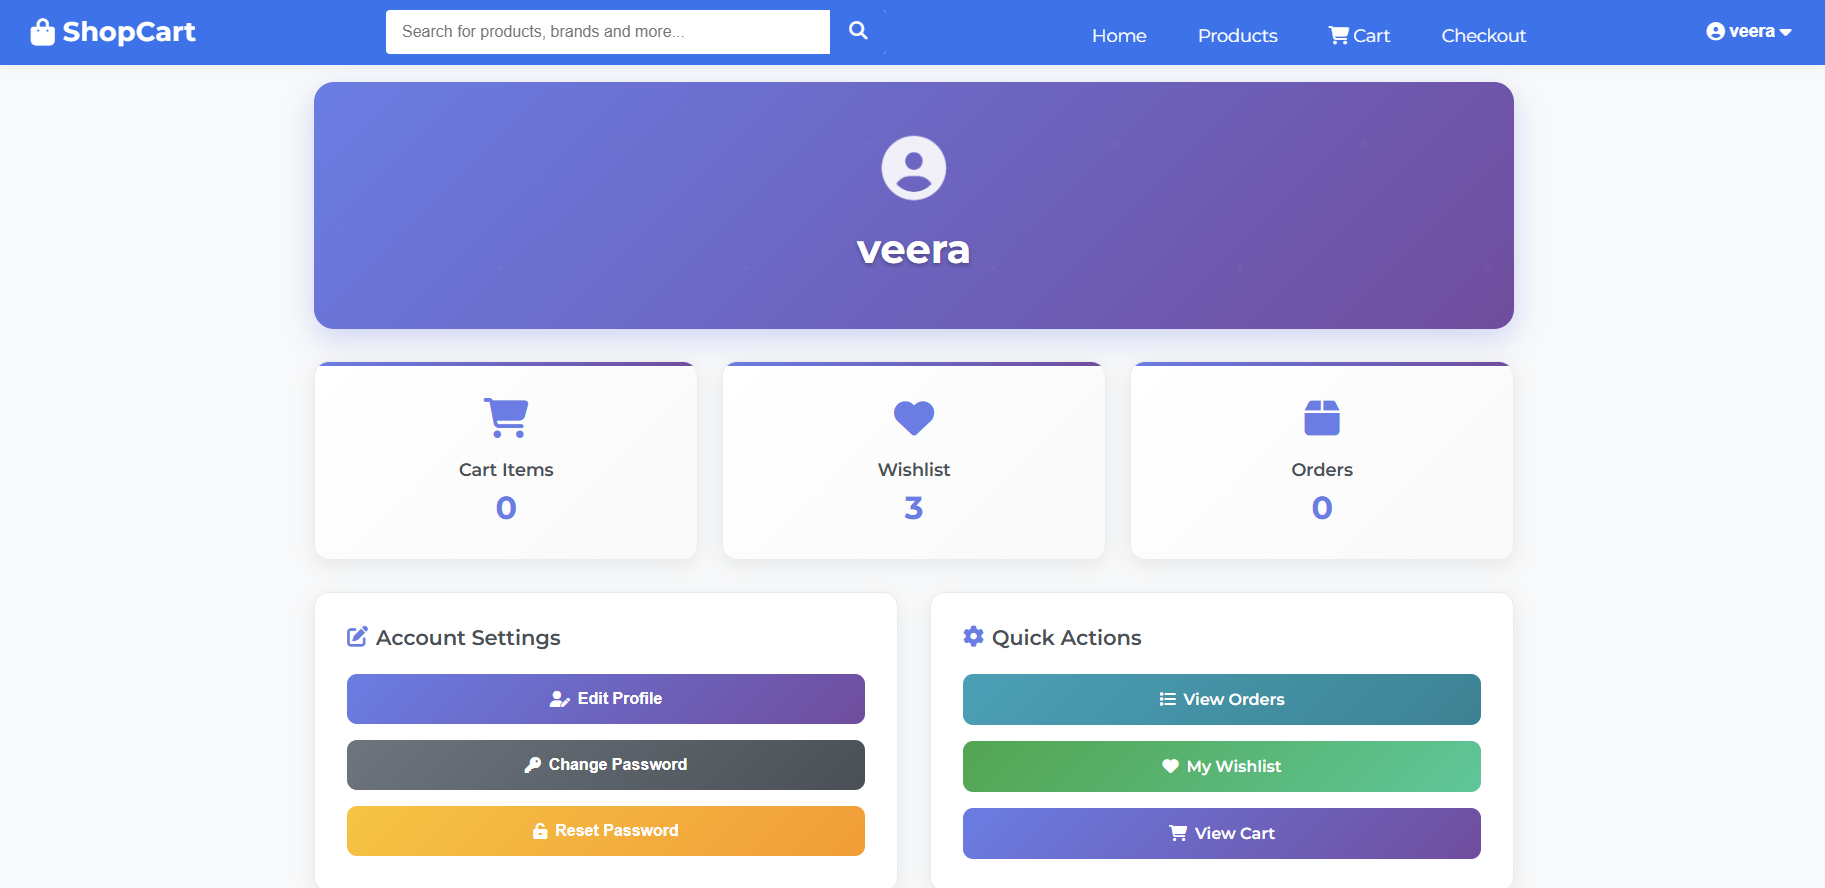 ShopCart
Search for products, brands and more...
Home
Products
Cart
Checkout
veera
veera
Cart Items
0
Wishlist
3
Orders
0
Account Settings
Edit Profile
Change Password
Reset Password
Quick Actions
View Orders
My Wishlist
View Cart